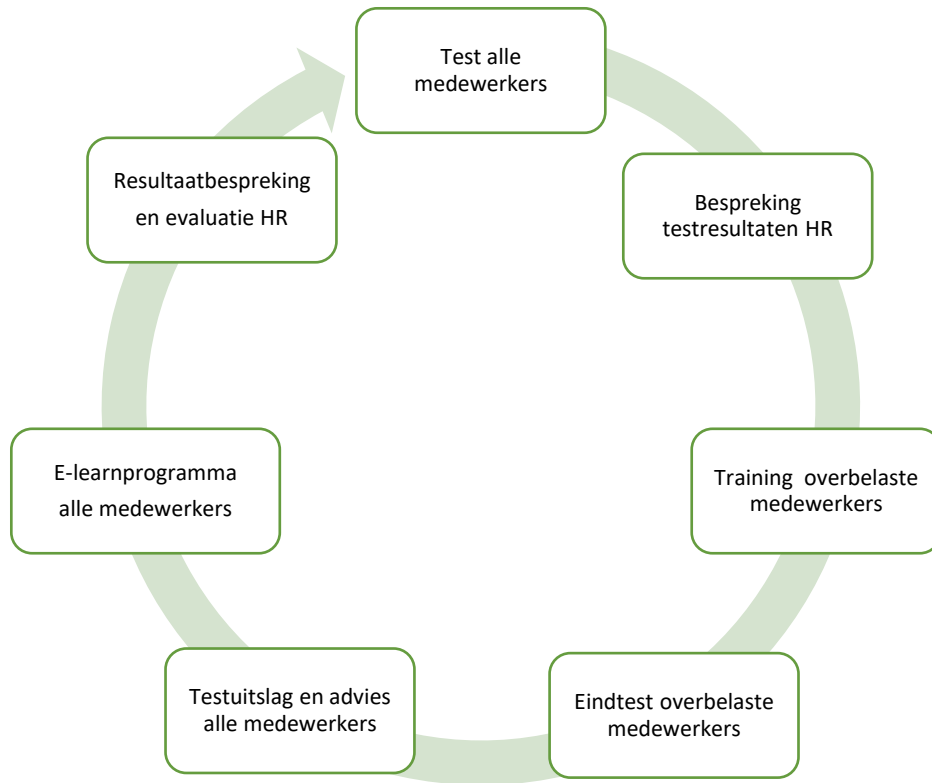 Test alle
medewerkers
Bespreking
testresultaten HR
Training overbelaste
medewerkers
Eindtest overbelaste
medewerkers
Testuitslag en advies
alle medewerkers
E-learnprogramma
alle medewerkers
Resultaatbespreking
en evaluatie HR